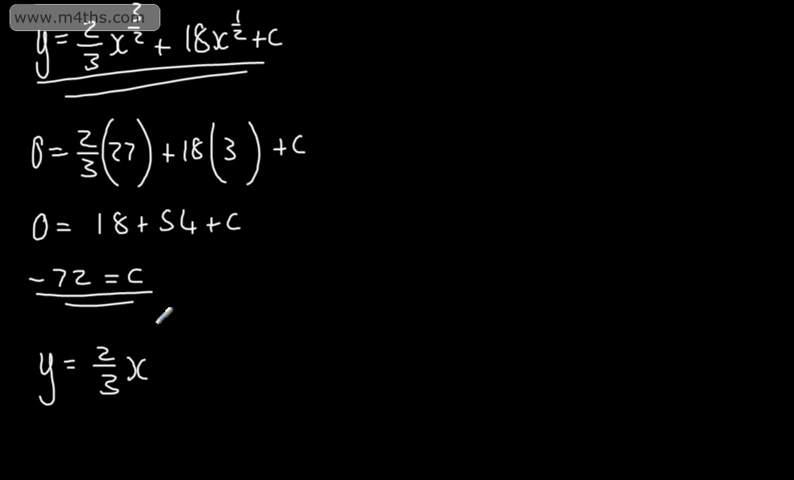 www.m4ths.com
y = 2/3 x^3/2 + 18x^1/2 + c
0 = 2/3 (27) + 18(3) + c
0 = 18 + 54 + c
-72 = c
y = 2/3 x